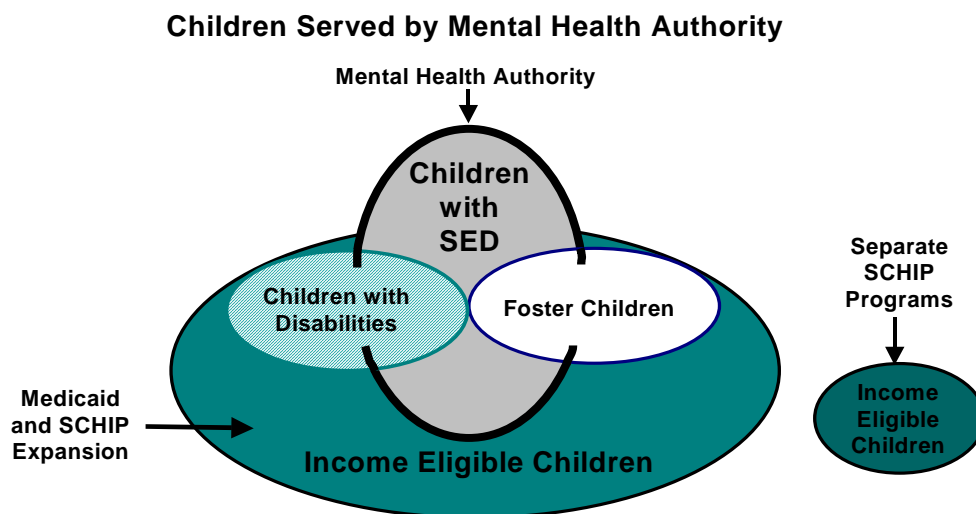 Children Served by Mental Health Authority
Mental Health Authority
Children
with
SED
Children with
Disabilities
Foster Children
Separate
SCHIP
Programs
Medicaid
and SCHIP
Expansion
Income Eligible Children
Income
Eligible
Children